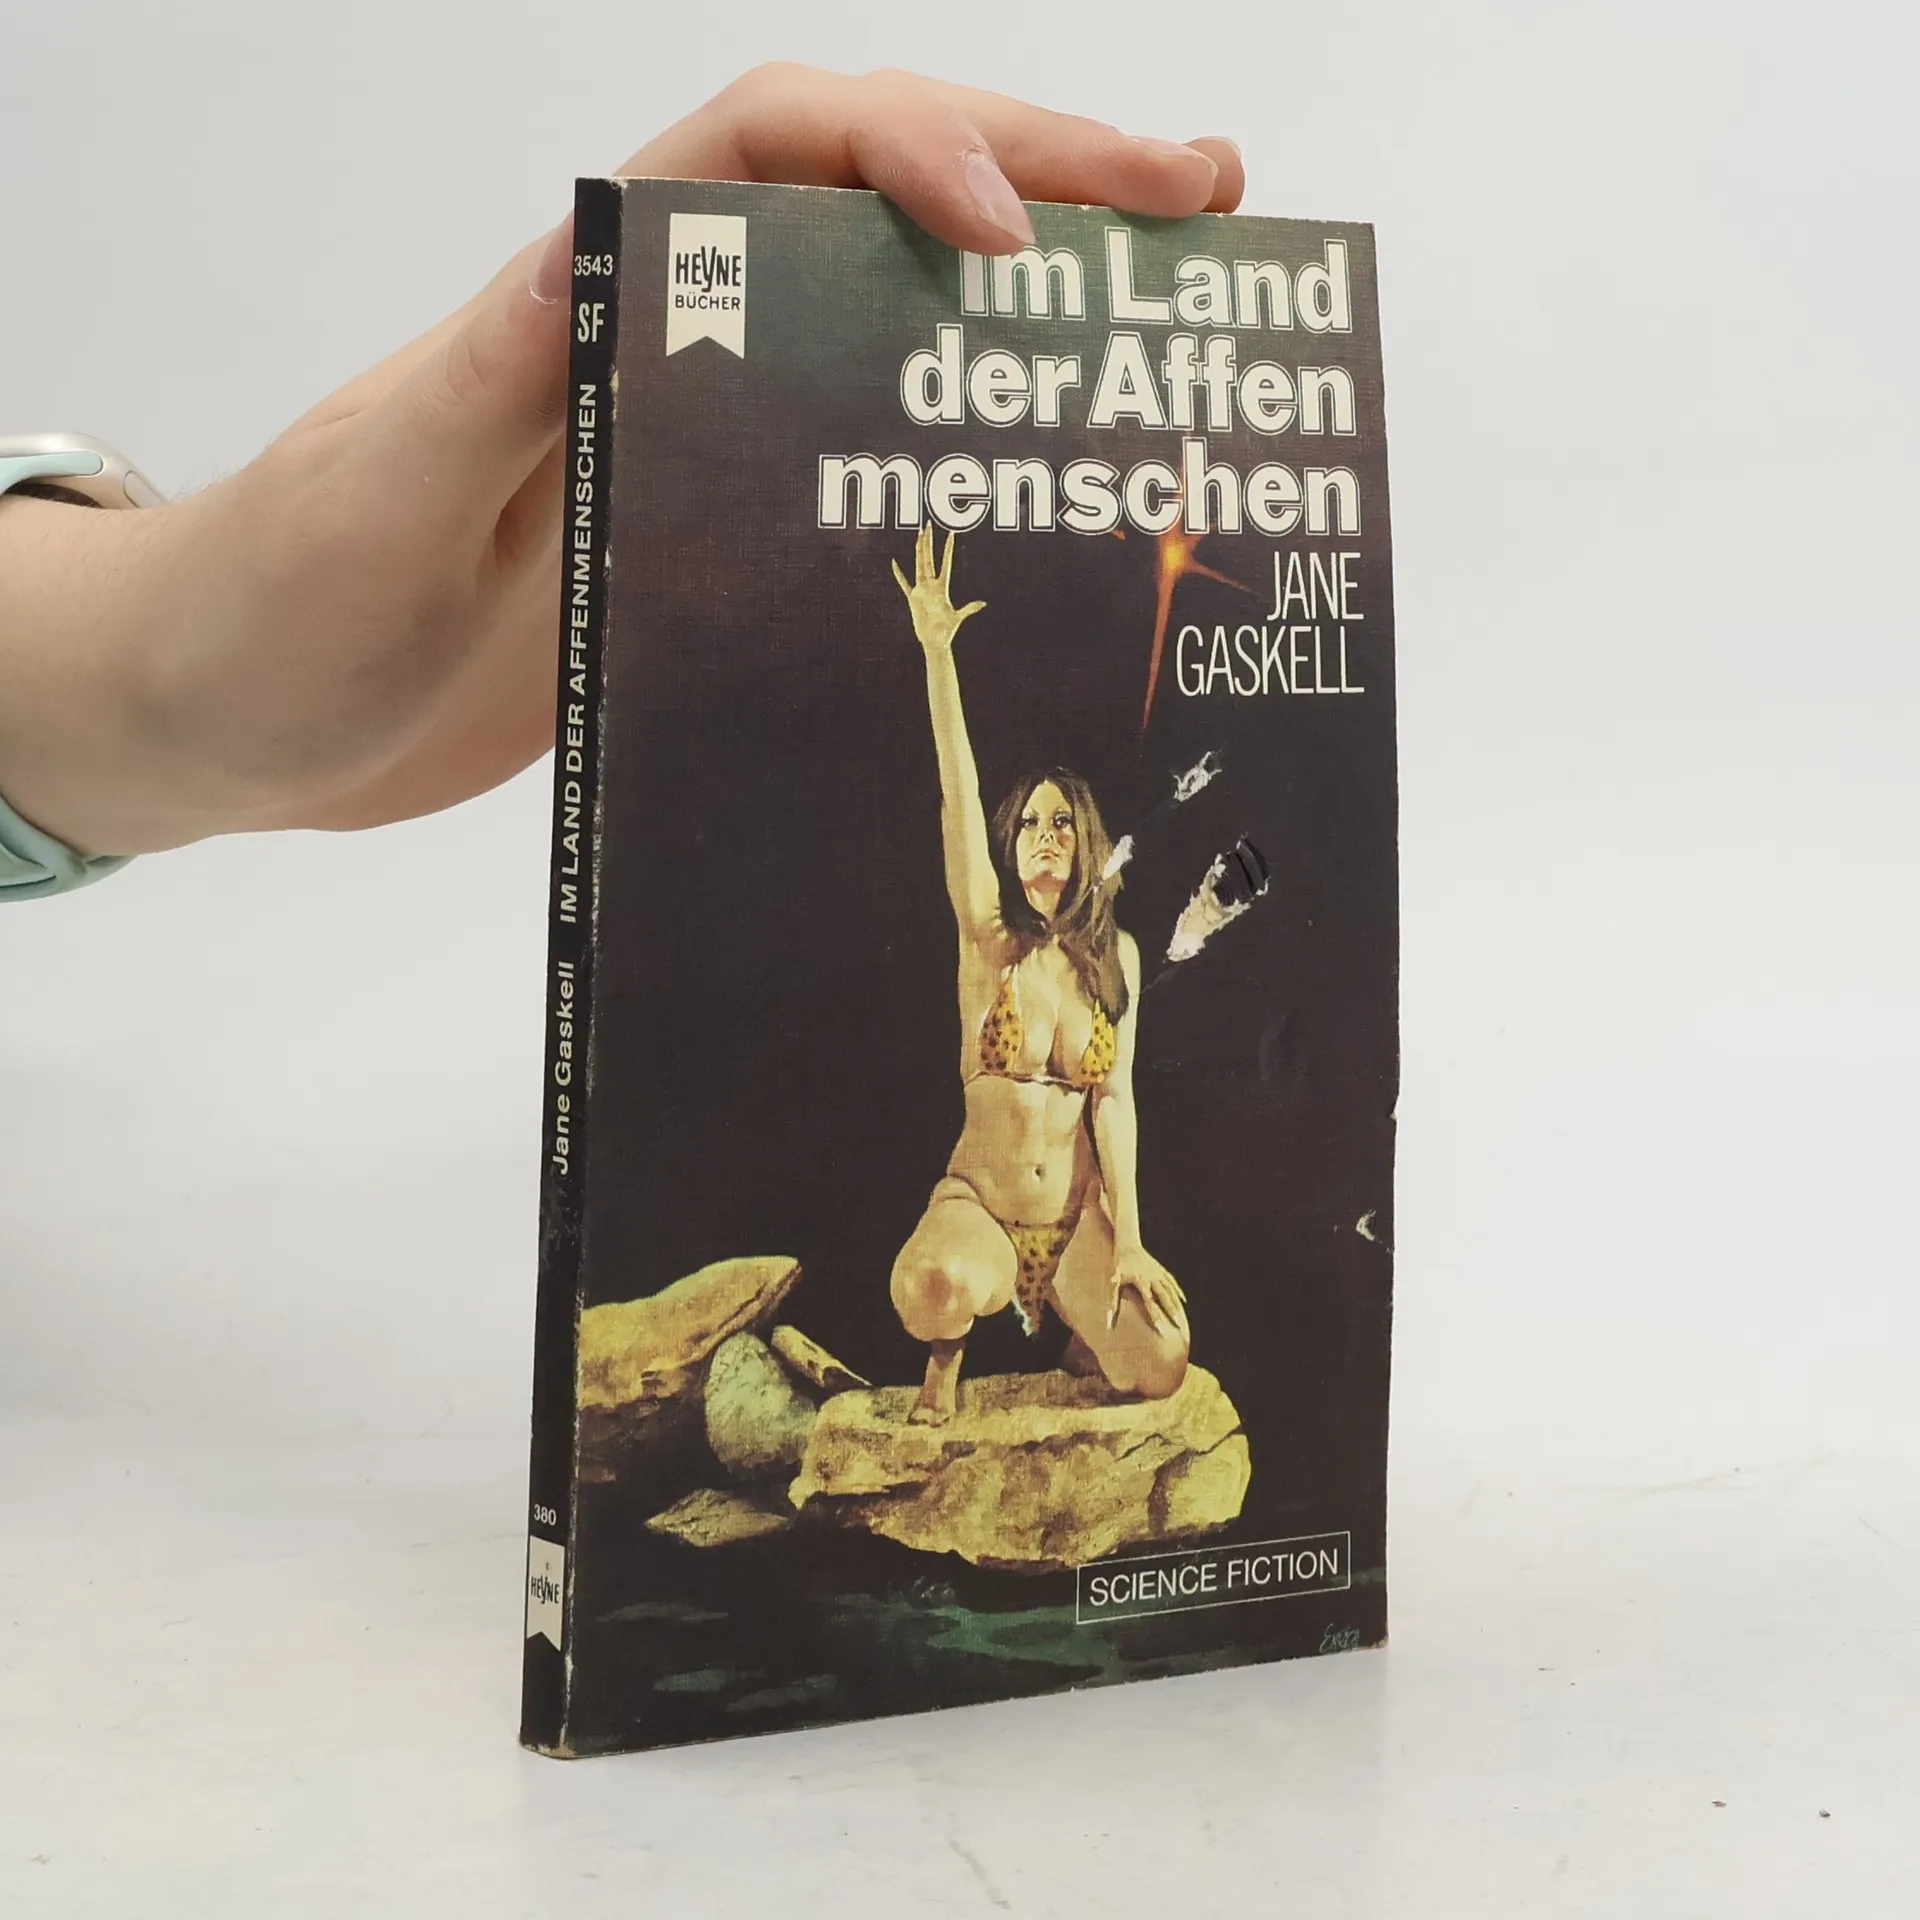 3543
SF
Jane Gaskell IM LAND DER AFFENMENSCHEN
380
HEYNE
HEYNE
BÜCHER
Im Land
der Affen
menschen
JANE
GASKELL
SCIENCE FICTION